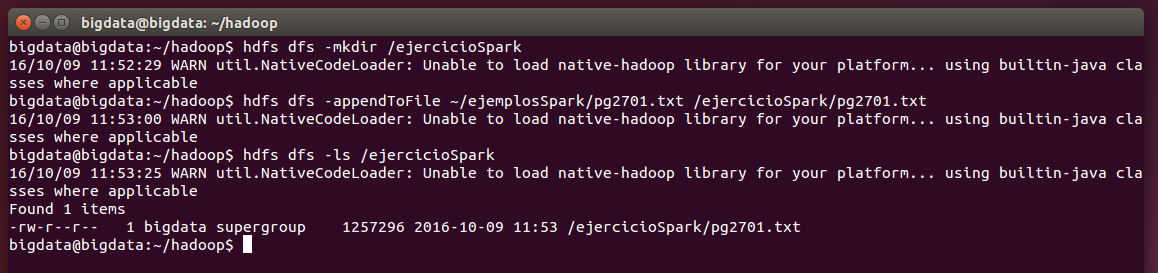 bigdata@bigdata: ~/hadoop
bigdata@bigdata:~/hadoop$ hdfs dfs -mkdir /ejercicioSpark
16/10/09 11:52:29 WARN util.NativeCodeLoader: Unable to load native-hadoop library for your platform... using builtin-java cla
sses where applicable
bigdata@bigdata:~/hadoop$ hdfs dfs -appendToFile ~/ejemplosSpark/pg2701.txt /ejercicioSpark/pg2701.txt
16/10/09 11:53:00 WARN util.NativeCodeLoader: Unable to load native-hadoop library for your platform... using builtin-java cla
sses where applicable
bigdata@bigdata:~/hadoop$ hdfs dfs -ls /ejercicioSpark
16/10/09 11:53:25 WARN util.NativeCodeLoader: Unable to load native-hadoop library for your platform... using builtin-java cla
sses where applicable
Found 1 items
-rw-r--r--   1 bigdata supergroup    1257296 2016-10-09 11:53 /ejercicioSpark/pg2701.txt
bigdata@bigdata:~/hadoop$